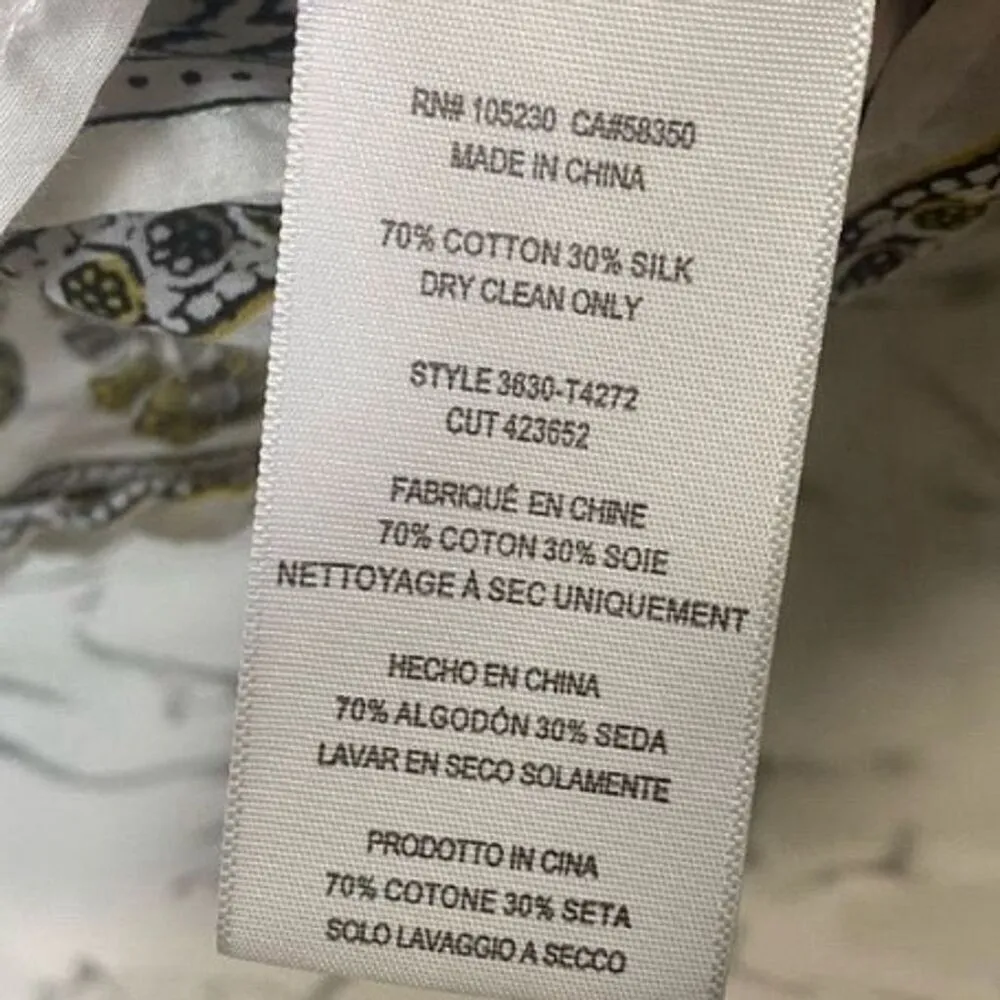 RN# 105230 CA#58350
MADE IN CHINA
70% COTTON 30% SILK
DRY CLEAN ONLY
STYLE 3630-T4272
CUT 423652
FABRIQUÉ EN CHINE
70% COTON 30% SOIE
NETTOYAGE À SEC UNIQUEMENT
HECHO EN CHINA
70% ALGODÓN 30% SEDA
LAVAR EN SECO SOLAMENTE
PRODOTTO IN CINA
70% COTONE 30% SETA
SOLO LAVAGGIO A SECCO